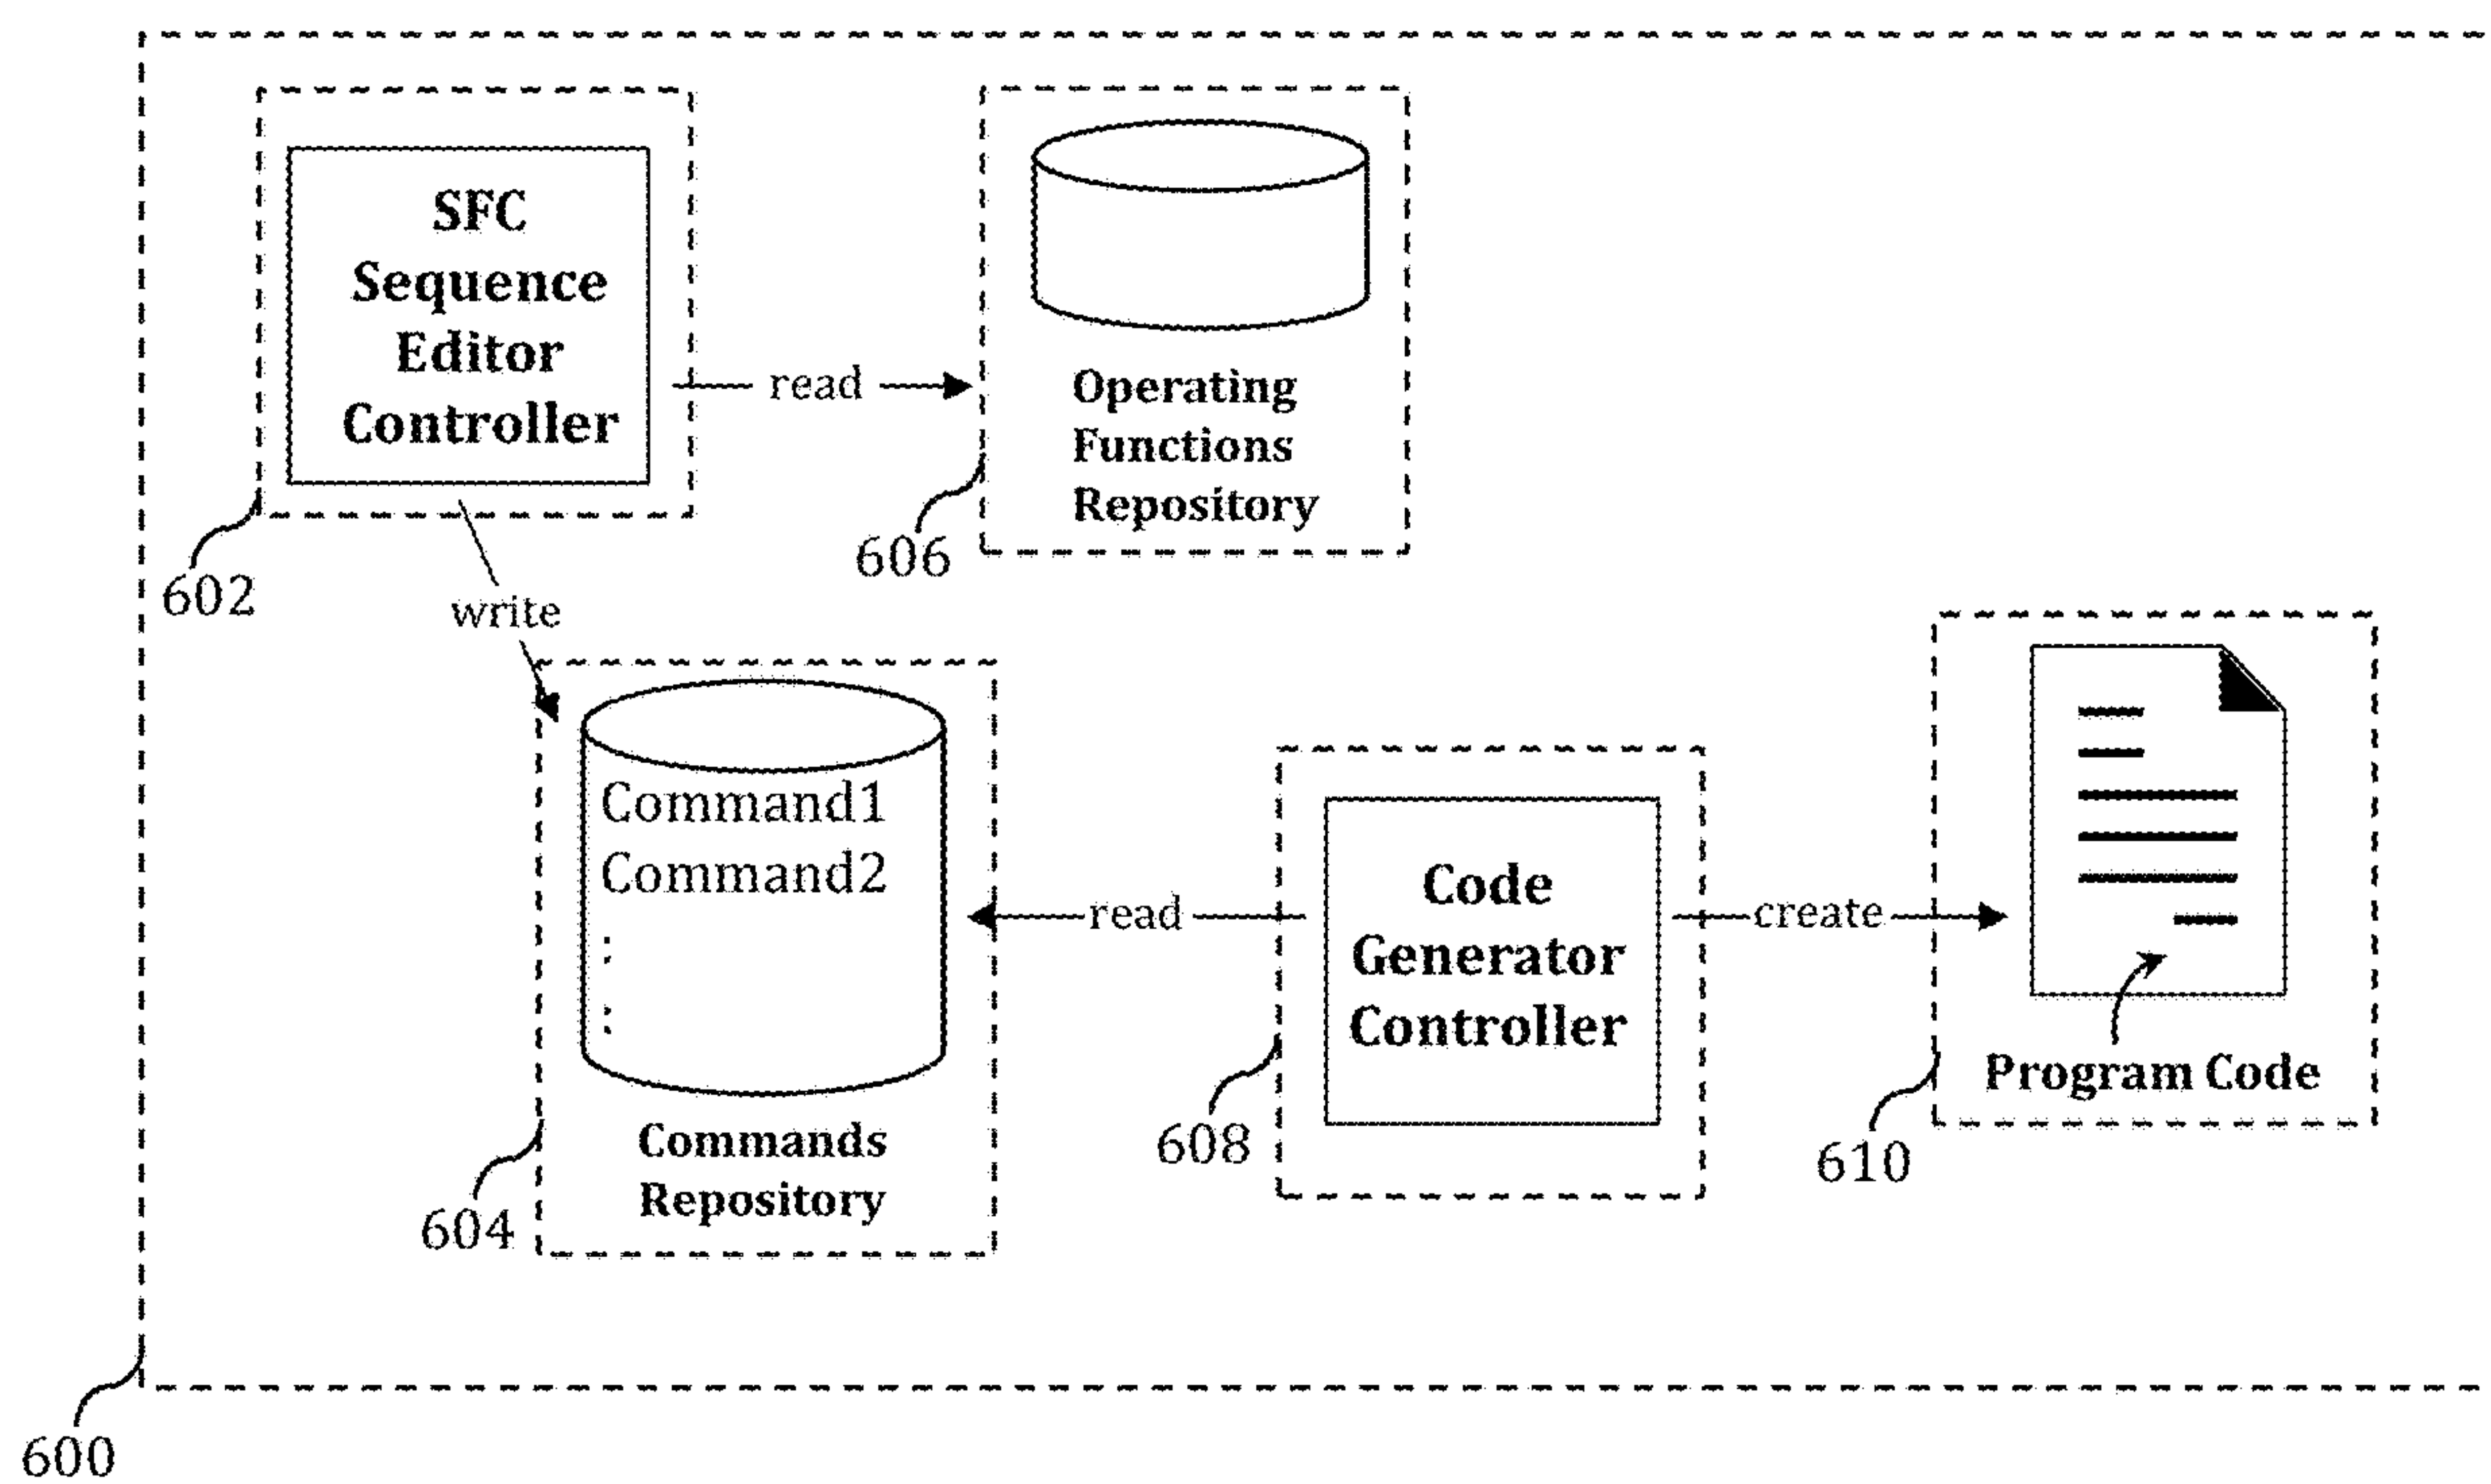 SFC
Sequence
Editor
Controller
read
Operating
Functions
Repository
606
602
write
Command1
Command2
:
:
Commands
Repository
604
read
Code
Generator
Controller
608
create
Program Code
610
600